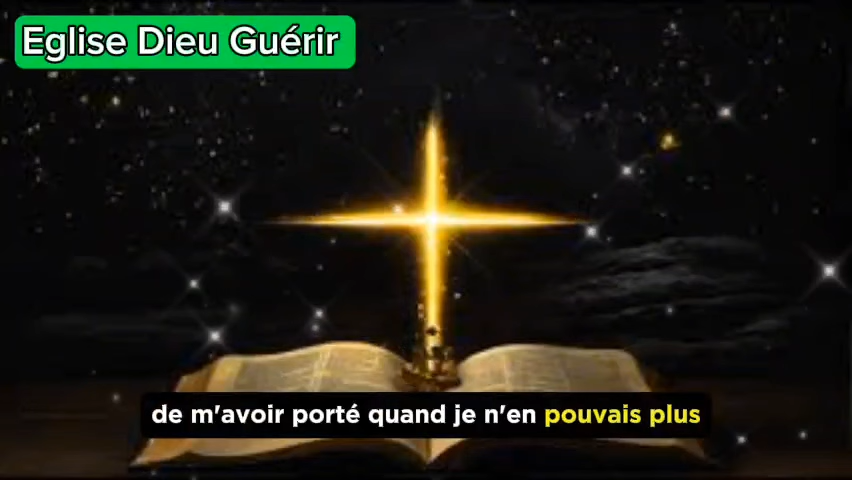 Eglise Dieu Guérir
de m'avoir porté quand je n'en pouvais plus